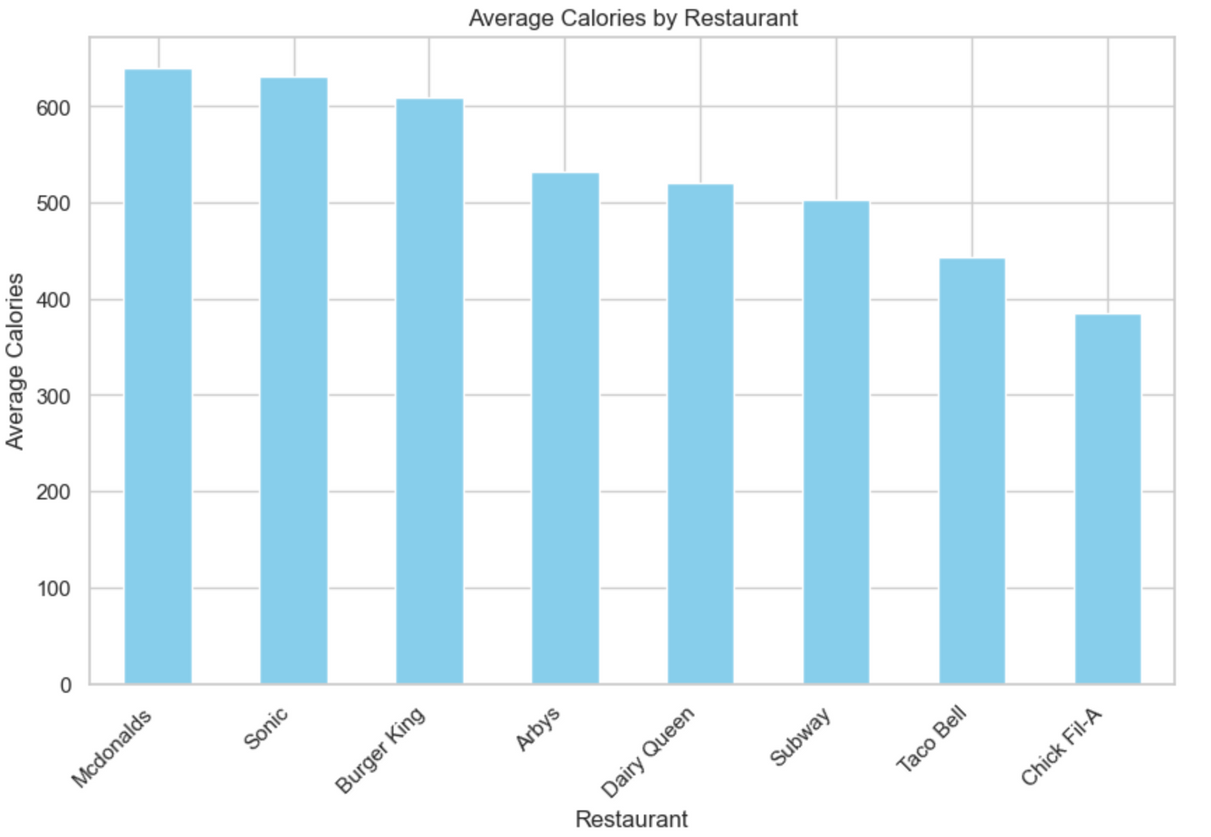 Average Calories by Restaurant
Average Calories
600
500
400
300
200
100
0
Mcdonalds
Sonic
Burger King
Arbys
Dairy Queen
Subway
Taco Bell
Chick Fil-A
Restaurant